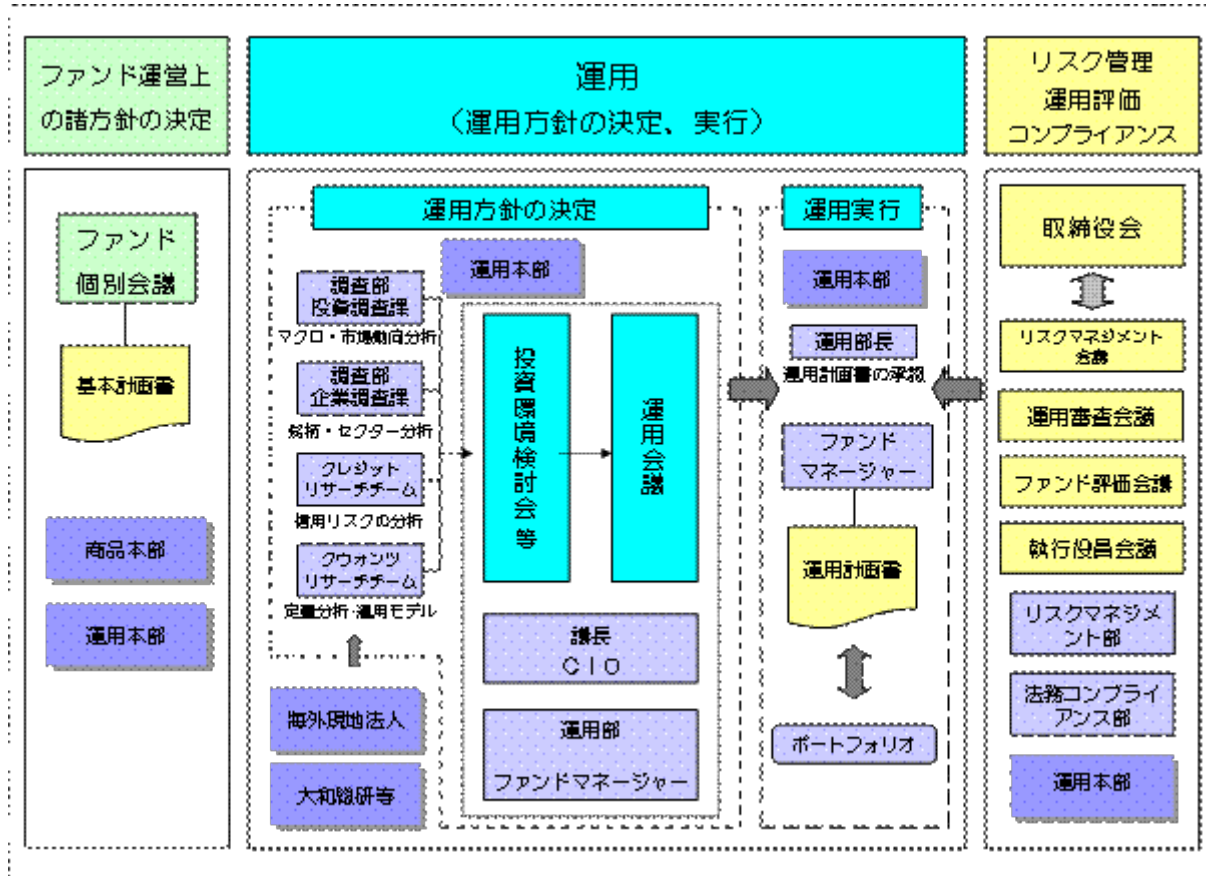 ファンド運営上
の諸方針の決定
運用
（運用方針の決定、実行）
リスク管理
運用評価
コンプライアンス
ファンド
個別会議
基本計画書
商品本部
運用本部
運用方針の決定
運用本部
調査部
投資調査課
マクロ・市場動向分析
調査部
企業調査課
銘柄・セクター分析
クレジット
リサーチチーム
信用リスクの分析
クウォンツ
リサーチチーム
定量分析・運用モデル
海外現地法人
大和総研等
投資環境検討会等
運用会議
議長
ＣＩＯ
運用部
ファンドマネージャー
運用実行
運用本部
運用部長
運用計画書の承認
ファンド
マネージャー
運用計画書
ポートフォリオ
取締役会
リスクマネジメント
会議
運用審査会議
ファンド評価会議
執行役員会議
リスクマネジメ
ント部
法務コンプライ
アンス部
運用本部